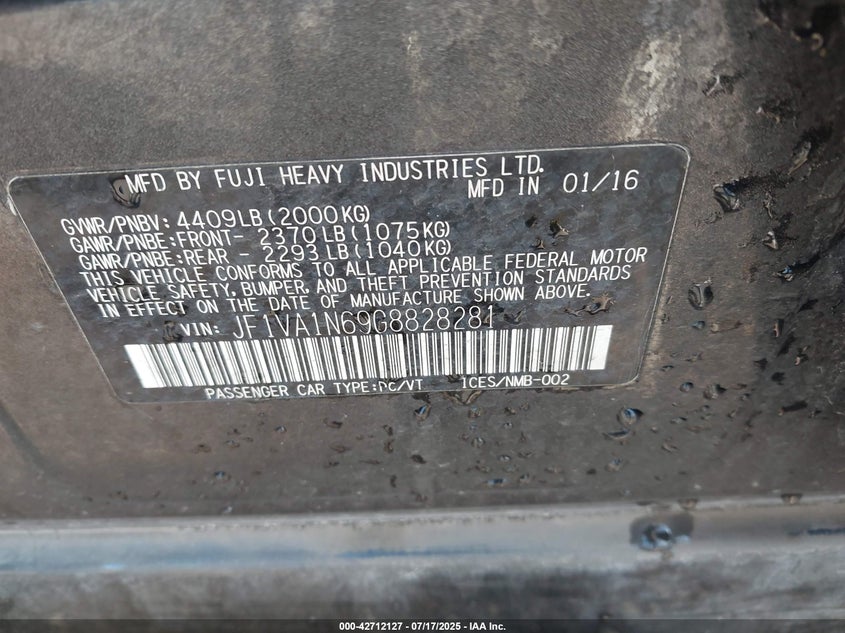 MFD BY FUJI HEAVY INDUSTRIES LTD.
MFD IN 01/16
GVWR/PNBV: 4409LB(2000KG)
GAWR/PNBE:FRONT- 2370LB(1075KG)
GAWR/PNBE:REAR - 2293LB(1040KG)
THIS VEHICLE CONFORMS TO ALL APPLICABLE FEDERAL MOTOR
VEHICLE SAFETY, BUMPER, AND THEFT PREVENTION STANDARDS
IN EFFECT ON THE DATE OF MANUFACTURE SHOWN ABOVE.
VIN: JF1VA1N69G8828281
PASSENGER CAR TYPE:DC/VT ICES/NMB-002
000-42712127 - 07/17/2025 - IAA Inc.